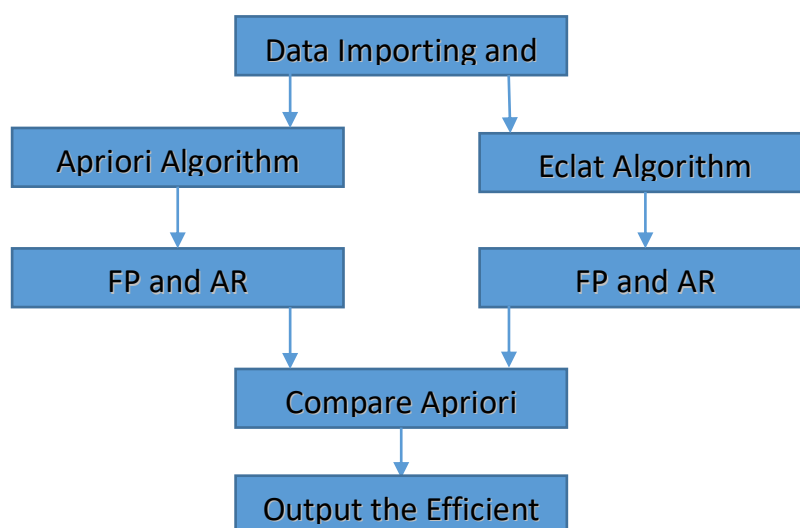 Data Importing and
Apriori Algorithm
Eclat Algorithm
FP and AR
FP and AR
Compare Apriori
Output the Efficient